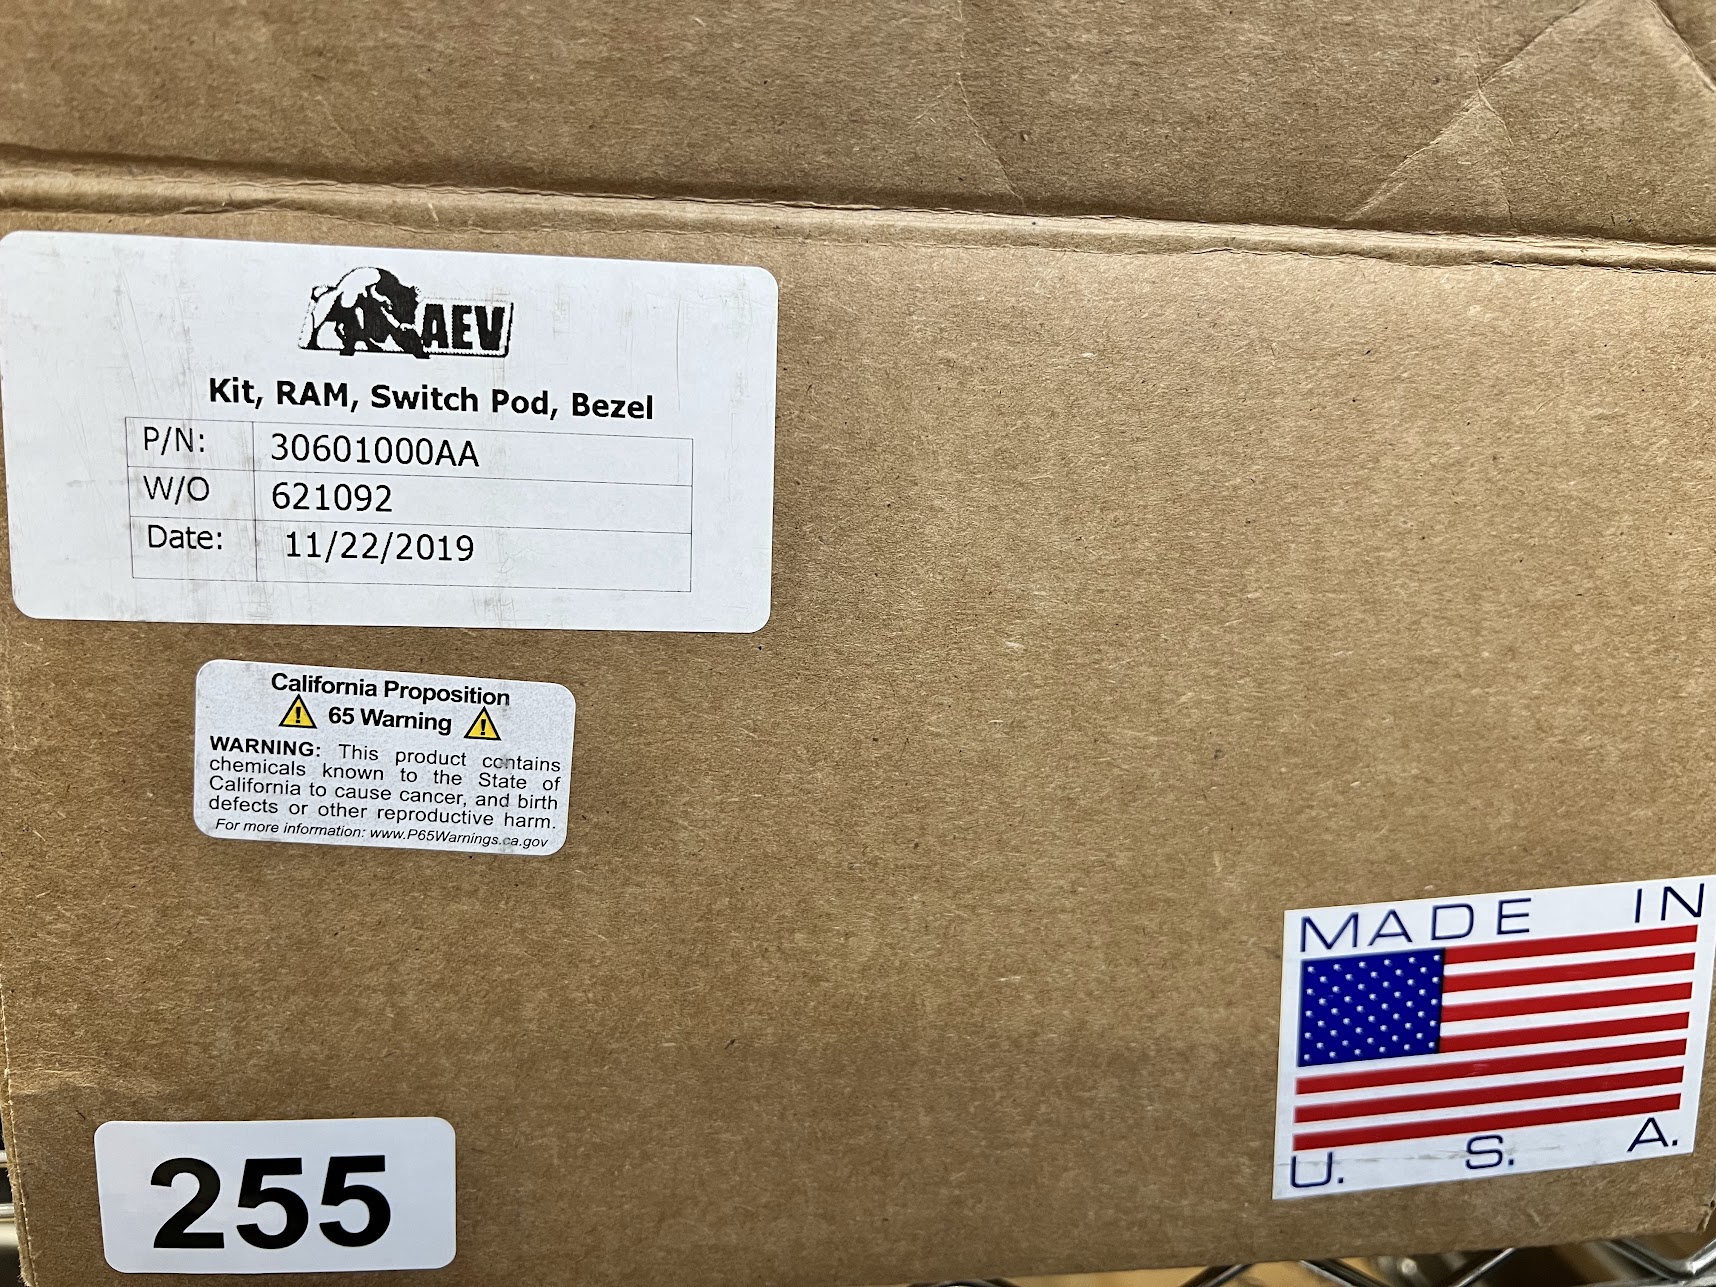 AEV
Kit, RAM, Switch Pod, Bezel
P/N: 30601000AA
W/O 621092
Date: 11/22/2019
California Proposition
65 Warning
WARNING: This product contains
chemicals known to the State of
California to cause cancer, and birth
defects or other reproductive harm.
For more information: www.P65Warnings.ca.gov
MADE IN
U. S. A.
255